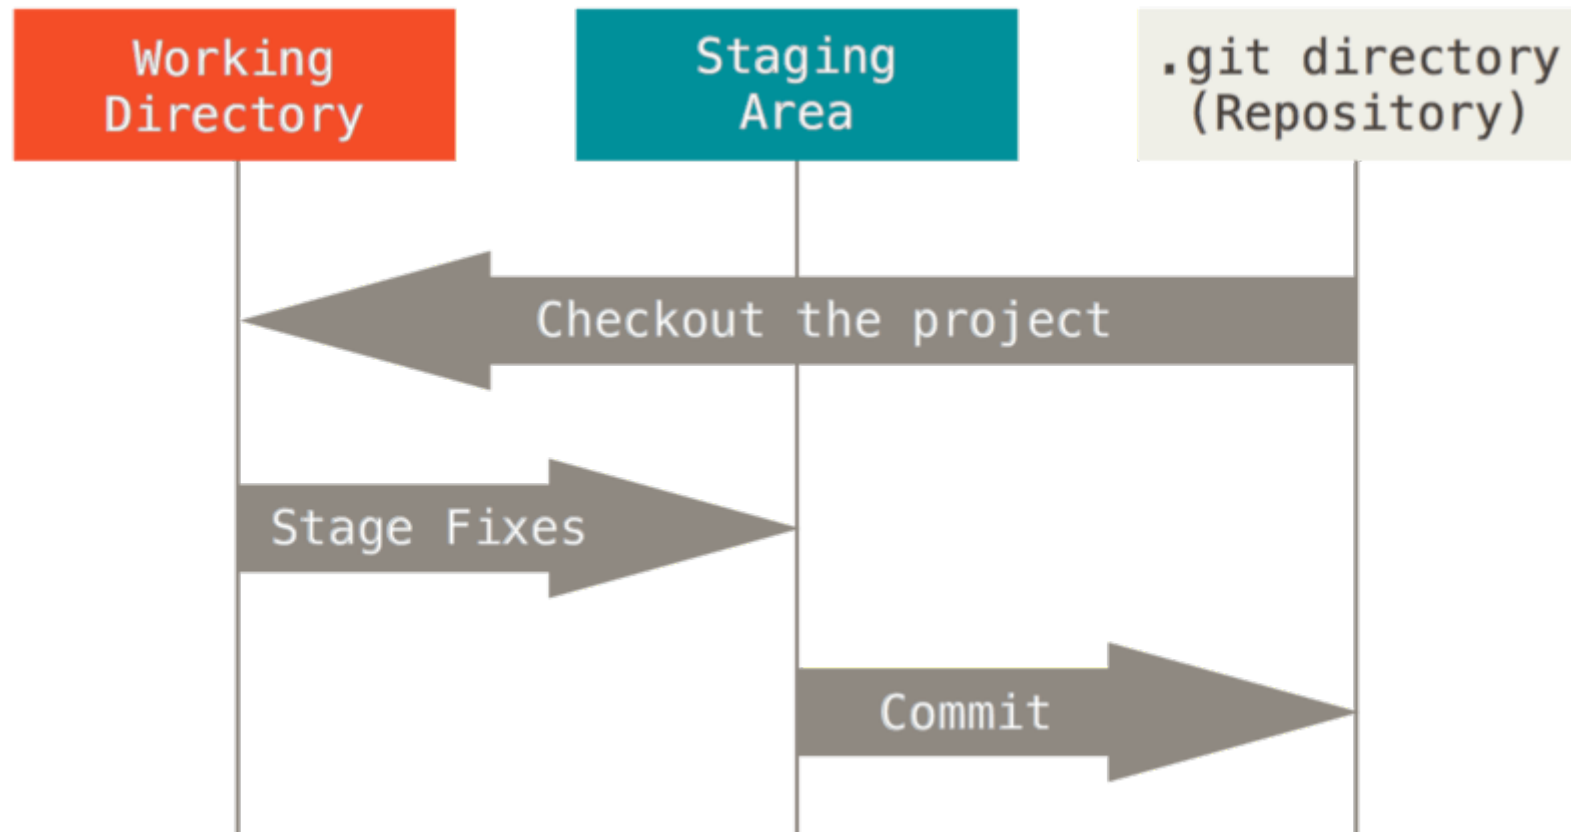 Working
Directory
Staging
Area
.git directory
(Repository)
Checkout the project
Stage Fixes
Commit